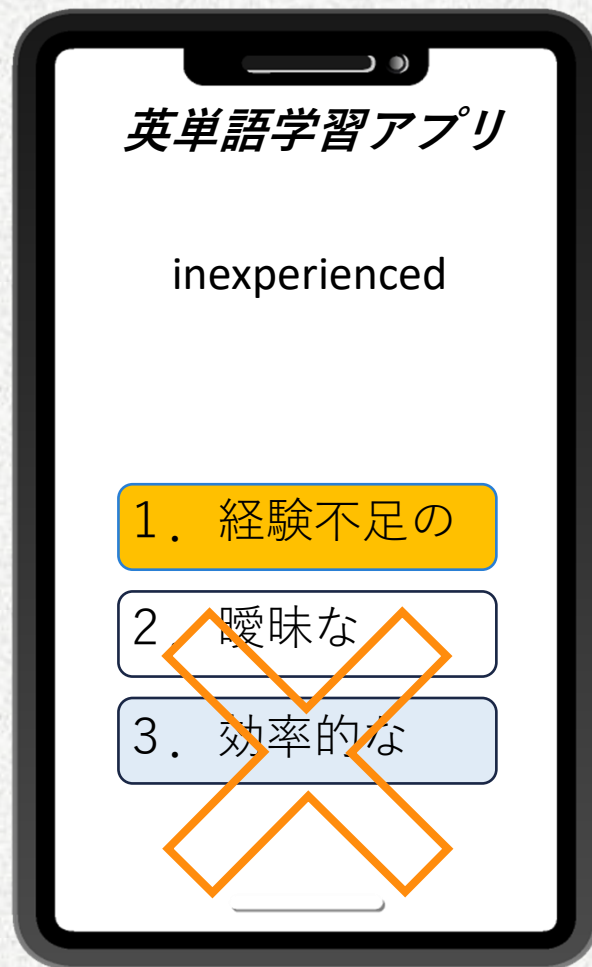 英単語学習アプリ
inexperienced
１．経験不足の
２．曖昧な
３．効率的な